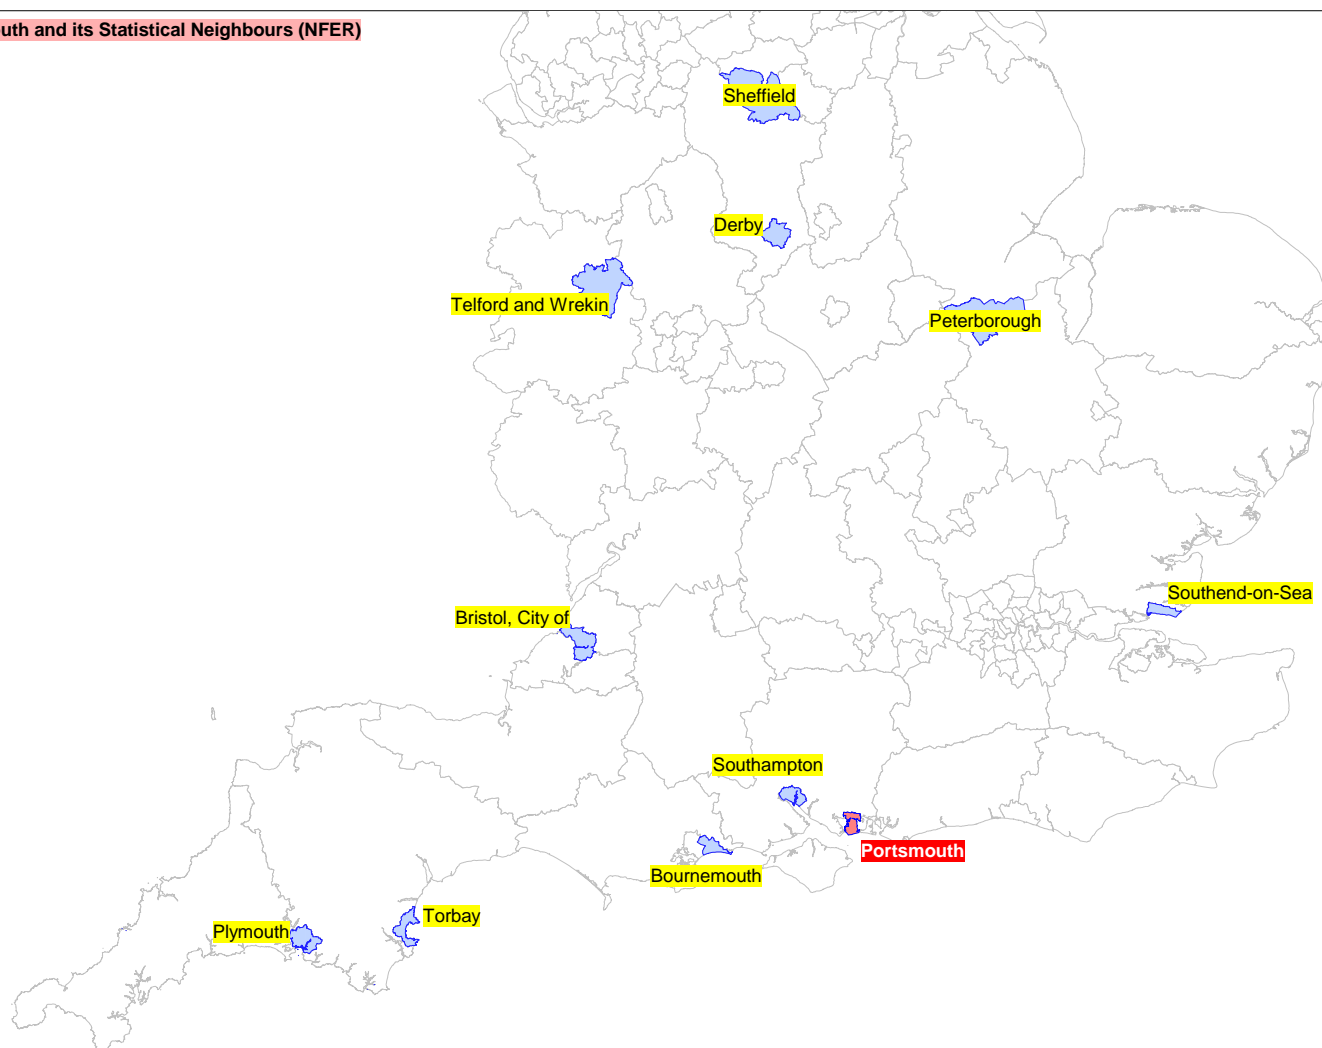 uth and its Statistical Neighbours (NFER)
Sheffield
Derby
Telford and Wrekin
Peterborough
Southend-on-Sea
Bristol, City of
Southampton
Portsmouth
Bournemouth
Torbay
Plymouth